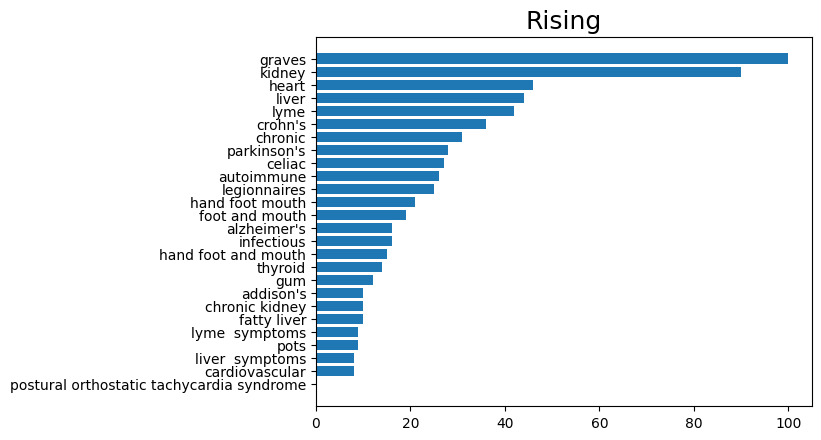 Rising
graves
kidney
heart
liver
lyme
crohn's
chronic
parkinson's
celiac
autoimmune
legionnaires
hand foot mouth
foot and mouth
alzheimer's
infectious
hand foot and mouth
thyroid
gum
addison's
chronic kidney
fatty liver
lyme  symptoms
pots
liver  symptoms
cardiovascular
postural orthostatic tachycardia syndrome
0 20 40 60 80 100